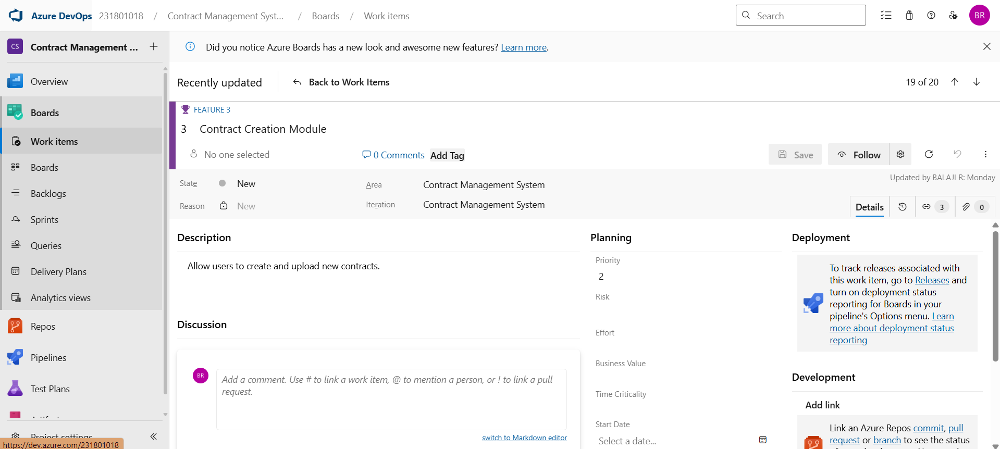 Azure DevOps 231801018 / Contract Management Syst... / Boards / Work items Search BR
CS Contract Management ... +
Did you notice Azure Boards has a new look and awesome new features? Learn more.
Overview
Boards
Work items
Boards
Backlogs
Sprints
Queries
Delivery Plans
Analytics views
Repos
Pipelines
Test Plans
Project settings
https://dev.azure.com/231801018
Recently updated Back to Work Items 19 of 20
FEATURE 3
3 Contract Creation Module
No one selected 0 Comments Add Tag Save Follow
State New Area Contract Management System Updated by BALAJI R: Monday
Reason New Iteration Contract Management System
Details 3 0
Description
Allow users to create and upload new contracts.
Discussion
BR
Add a comment. Use # to link a work item, @ to mention a person, or ! to link a pull
request.
switch to Markdown editor
Planning
Priority
2
Risk
Effort
Business Value
Time Criticality
Start Date
Select a date...
Deployment
To track releases associated with
this work item, go to Releases and
turn on deployment status
reporting for Boards in your
pipeline's Options menu. Learn
more about deployment status
reporting
Development
Add link
Link an Azure Repos commit, pull
request or branch to see the status